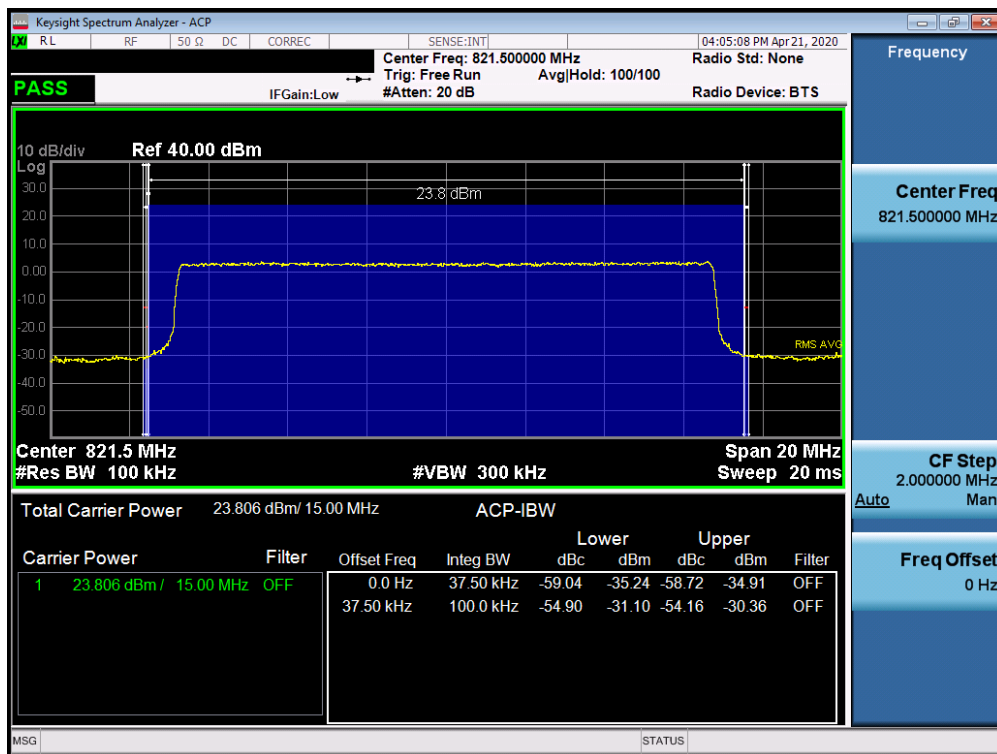 Keysight Spectrum Analyzer - ACP
LXI RL RF 50 Ω DC CORREC SENSE:INT 04:05:08 PM Apr 21, 2020
Center Freq: 821.500000 MHz Radio Std: None
Trig: Free Run Avg|Hold: 100/100
PASS IFGain:Low #Atten: 20 dB Radio Device: BTS
10 dB/div Ref 40.00 dBm
Log
30.0
20.0
10.0
0.00
-10.0
-20.0
-30.0
-40.0
-50.0
23.8 dBm
RMS AVG
Center 821.5 MHz Span 20 MHz
#Res BW 100 kHz #VBW 300 kHz Sweep 20 ms
Total Carrier Power 23.806 dBm/ 15.00 MHz ACP-IBW
Lower Upper
Carrier Power Filter Offset Freq Integ BW dBc dBm dBc dBm Filter
1 23.806 dBm / 15.00 MHz OFF 0.0 Hz 37.50 kHz -59.04 -35.24 -58.72 -34.91 OFF
37.50 kHz 100.0 kHz -54.90 -31.10 -54.16 -30.36 OFF
MSG STATUS
Frequency
Center Freq
821.500000 MHz
CF Step
2.000000 MHz
Auto Man
Freq Offset
0 Hz